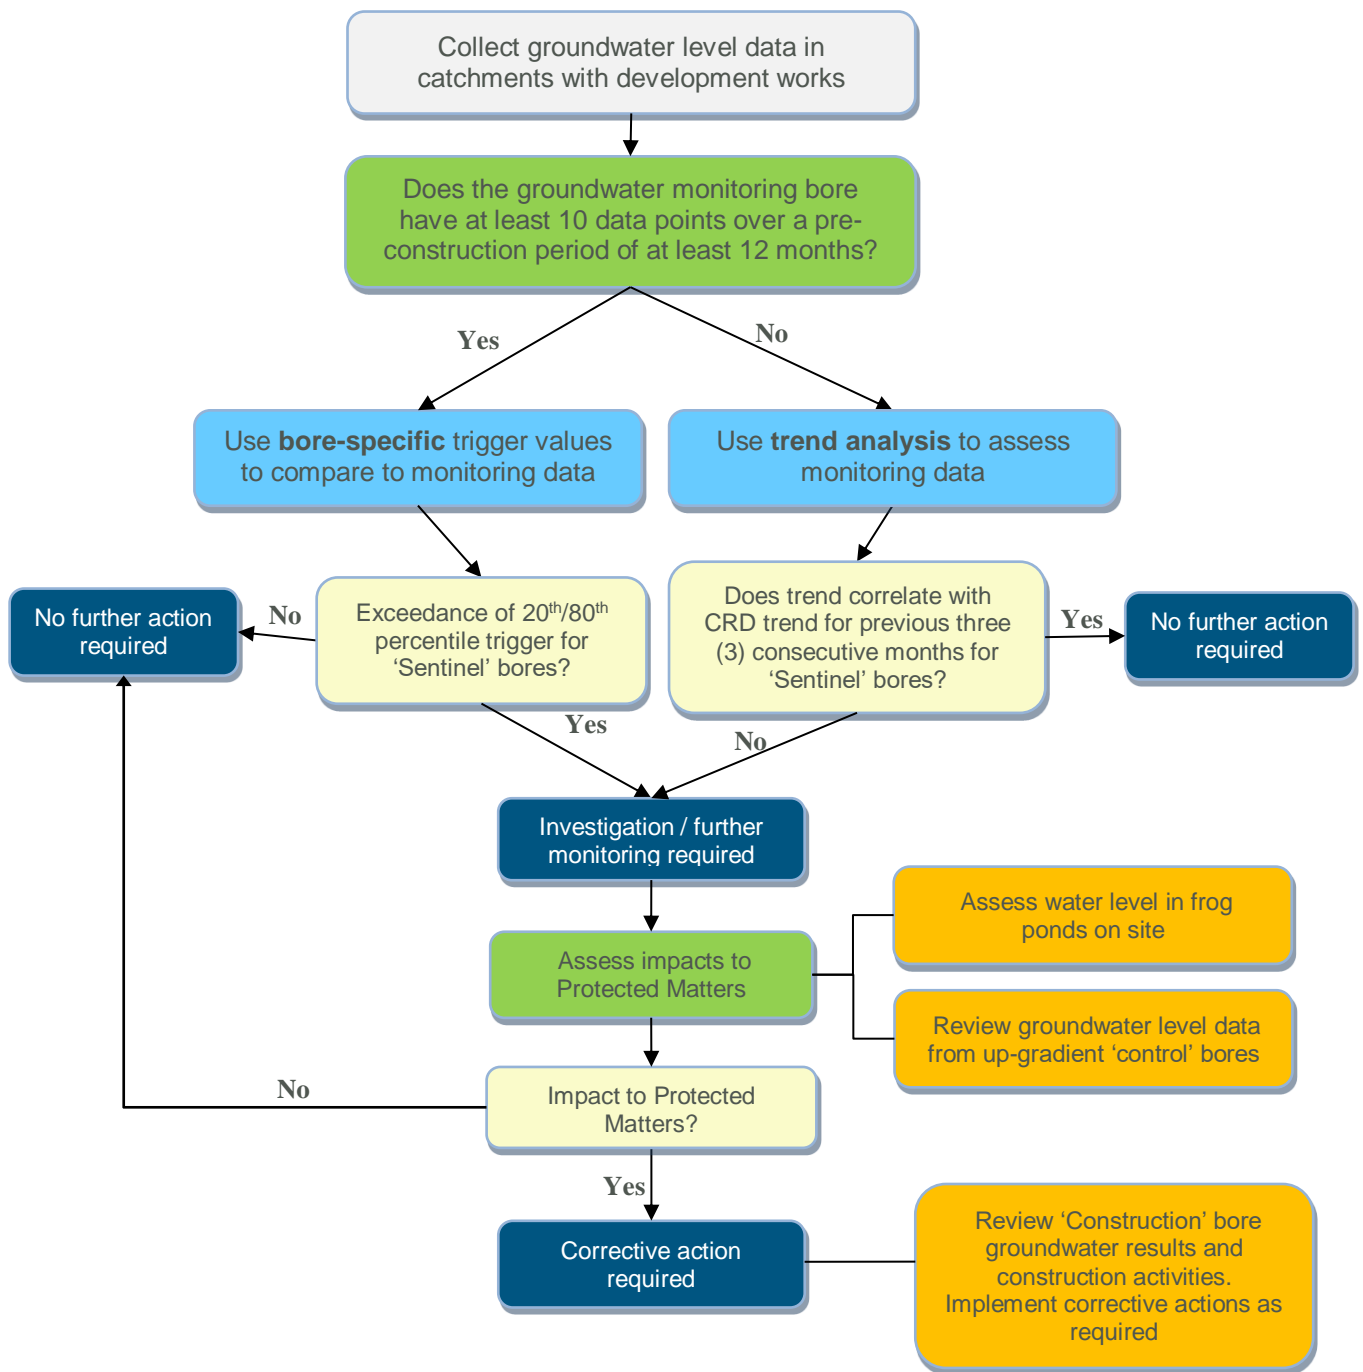 Collect groundwater level data in
catchments with development works
Does the groundwater monitoring bore
have at least 10 data points over a pre-
construction period of at least 12 months?
Yes
No
Use bore-specific trigger values
to compare to monitoring data
Use trend analysis to assess
monitoring data
No further action
required
No
Exceedance of 20th/80th
percentile trigger for
‘Sentinel’ bores?
Does trend correlate with
CRD trend for previous three
(3) consecutive months for
‘Sentinel’ bores?
Yes
No further action
required
Yes
No
Investigation / further
monitoring required
Assess impacts to
Protected Matters
Assess water level in frog
ponds on site
Review groundwater level data
from up-gradient ‘control’ bores
No
Impact to Protected
Matters?
Yes
Corrective action
required
Review ‘Construction’ bore
groundwater results and
construction activities.
Implement corrective actions as
required